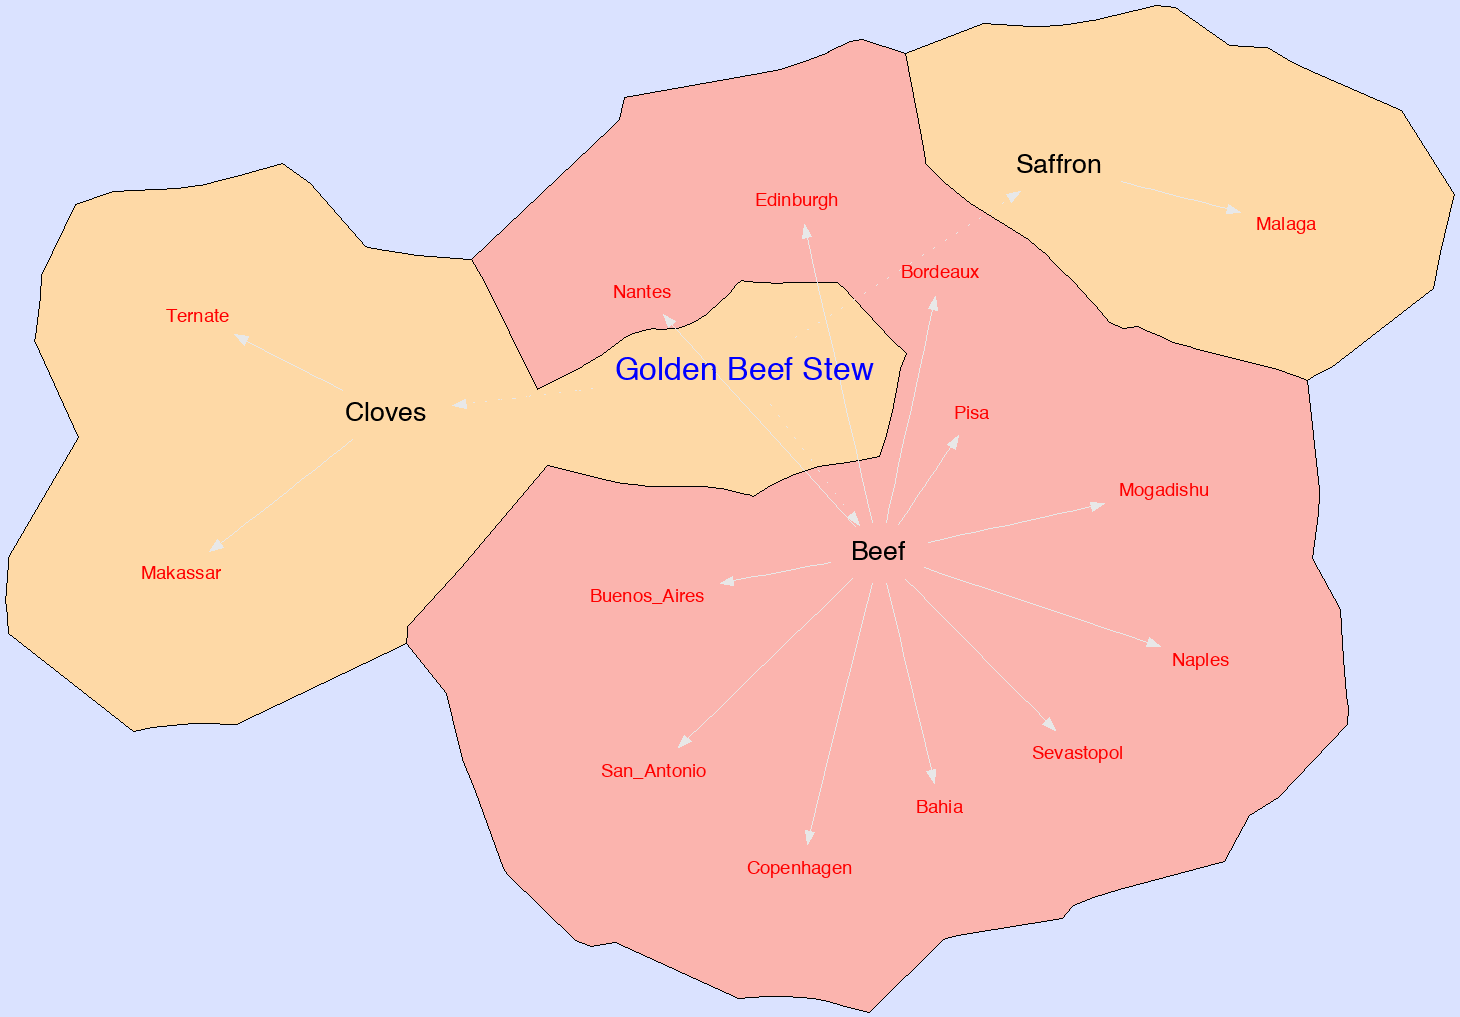 Saffron
Edinburgh
Malaga
Bordeaux
Nantes
Ternate
Golden Beef Stew
Cloves
Pisa
Mogadishu
Beef
Makassar
Buenos_Aires
Naples
Sevastopol
San_Antonio
Bahia
Copenhagen